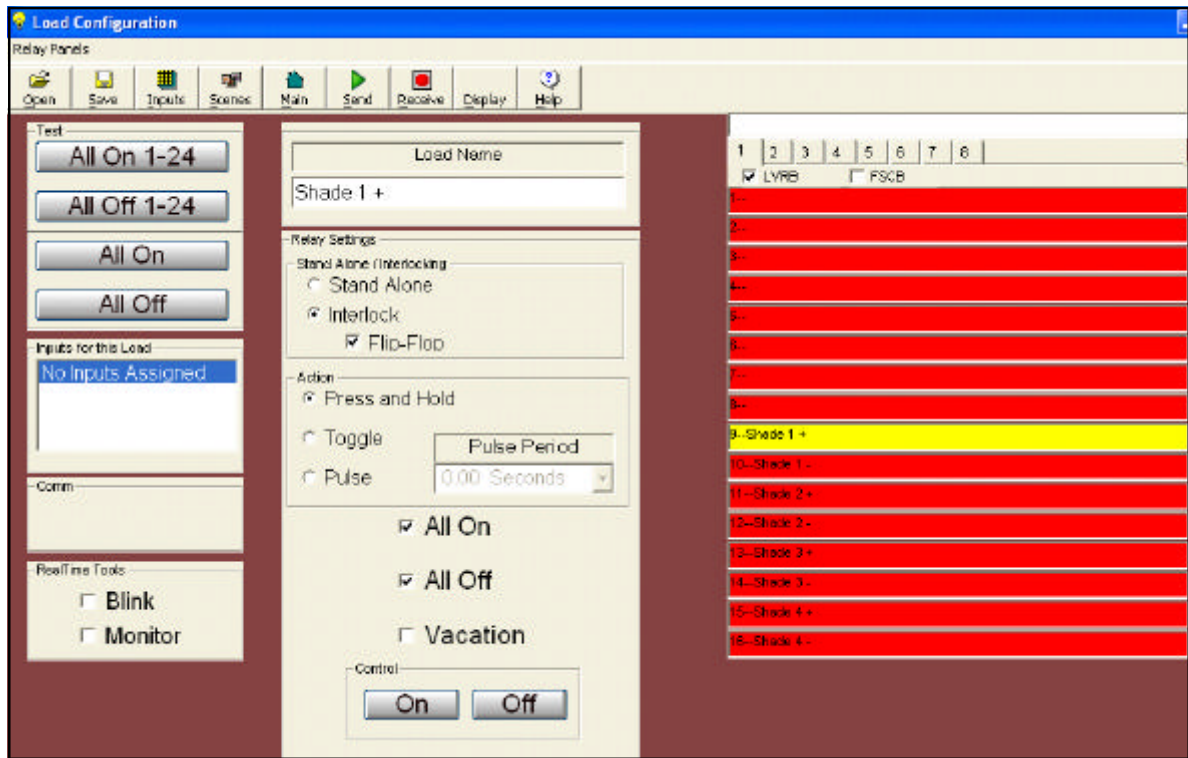 Load Configuration
Relay Panels
Open Save Inputs Scenes Main Send Receive Display Help
Test
All On 1-24
All Off 1-24
All On
All Off
Inputs for this Load
No Inputs Assigned
Comm
RealTime Tools
Blink
Monitor
Load Name
Shade 1 +
Relay Settings
Stand Alone / Interlocking
Stand Alone
Interlock
Flip-Flop
Action
Press and Hold
Toggle
Pulse
Pulse Period
0.00 Seconds
All On
All Off
Vacation
Control
On Off
1 2 3 4 5 6 7 8
LVRB FSCB
1--
2--
3--
4--
5--
6--
7--
8--
9--Shade 1 +
10--Shade 1 -
11--Shade 2 +
12--Shade 2 -
13--Shade 3 +
14--Shade 3 -
15--Shade 4 +
16--Shade 4 -